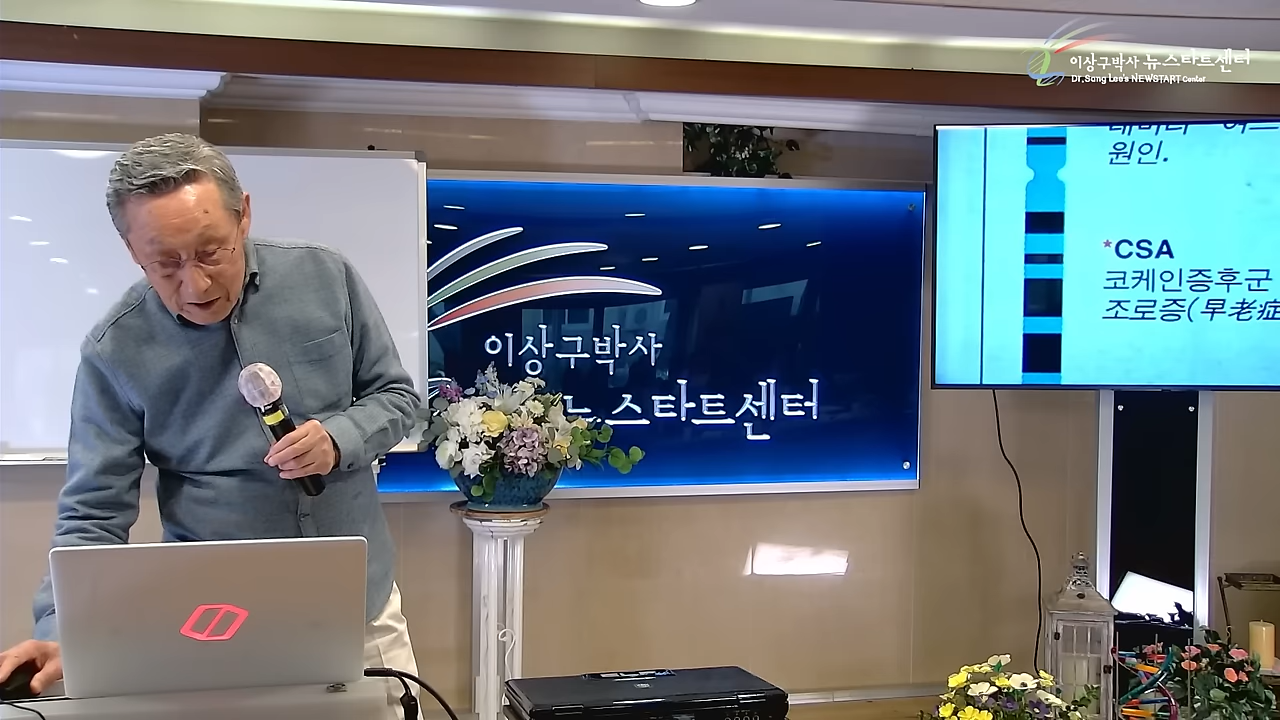 이상구박사 뉴스타트센터
Dr.Sang Lee's NEWSTART Center
원인.
*CSA
코케인증후군
조로증(早老症
이상구박사
뉴스타트센터